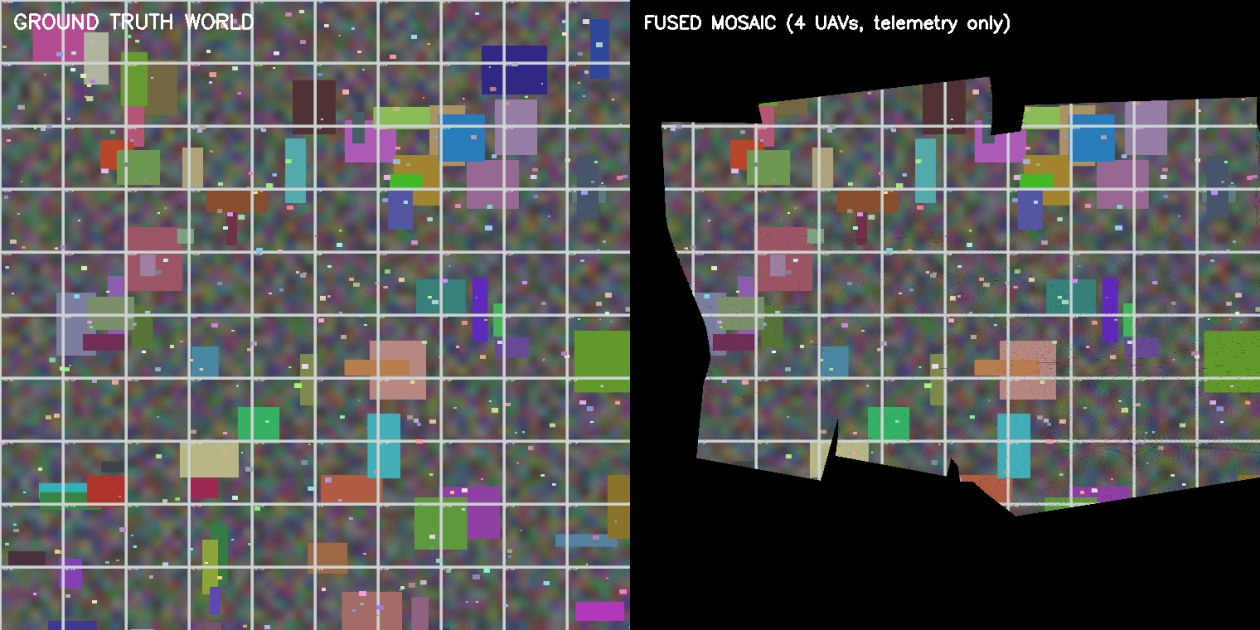 GROUND TRUTH WORLD
FUSED MOSAIC (4 UAVs, telemetry only)